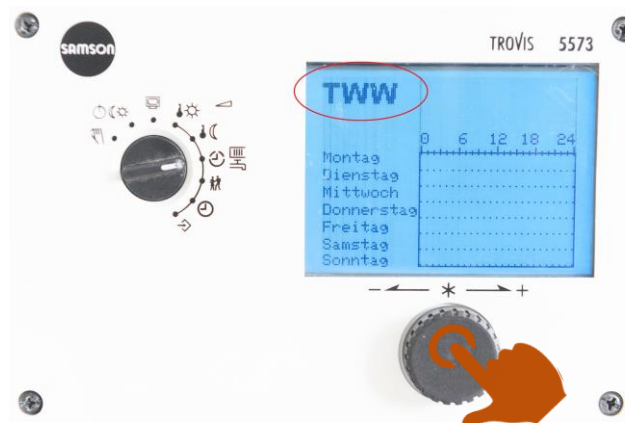 SAMSON
TROVIS 5573
TWW
0 6 12 18 24
Montag
Dienstag
Mittwoch
Donnerstag
Freitag
Samstag
Sonntag
- * +